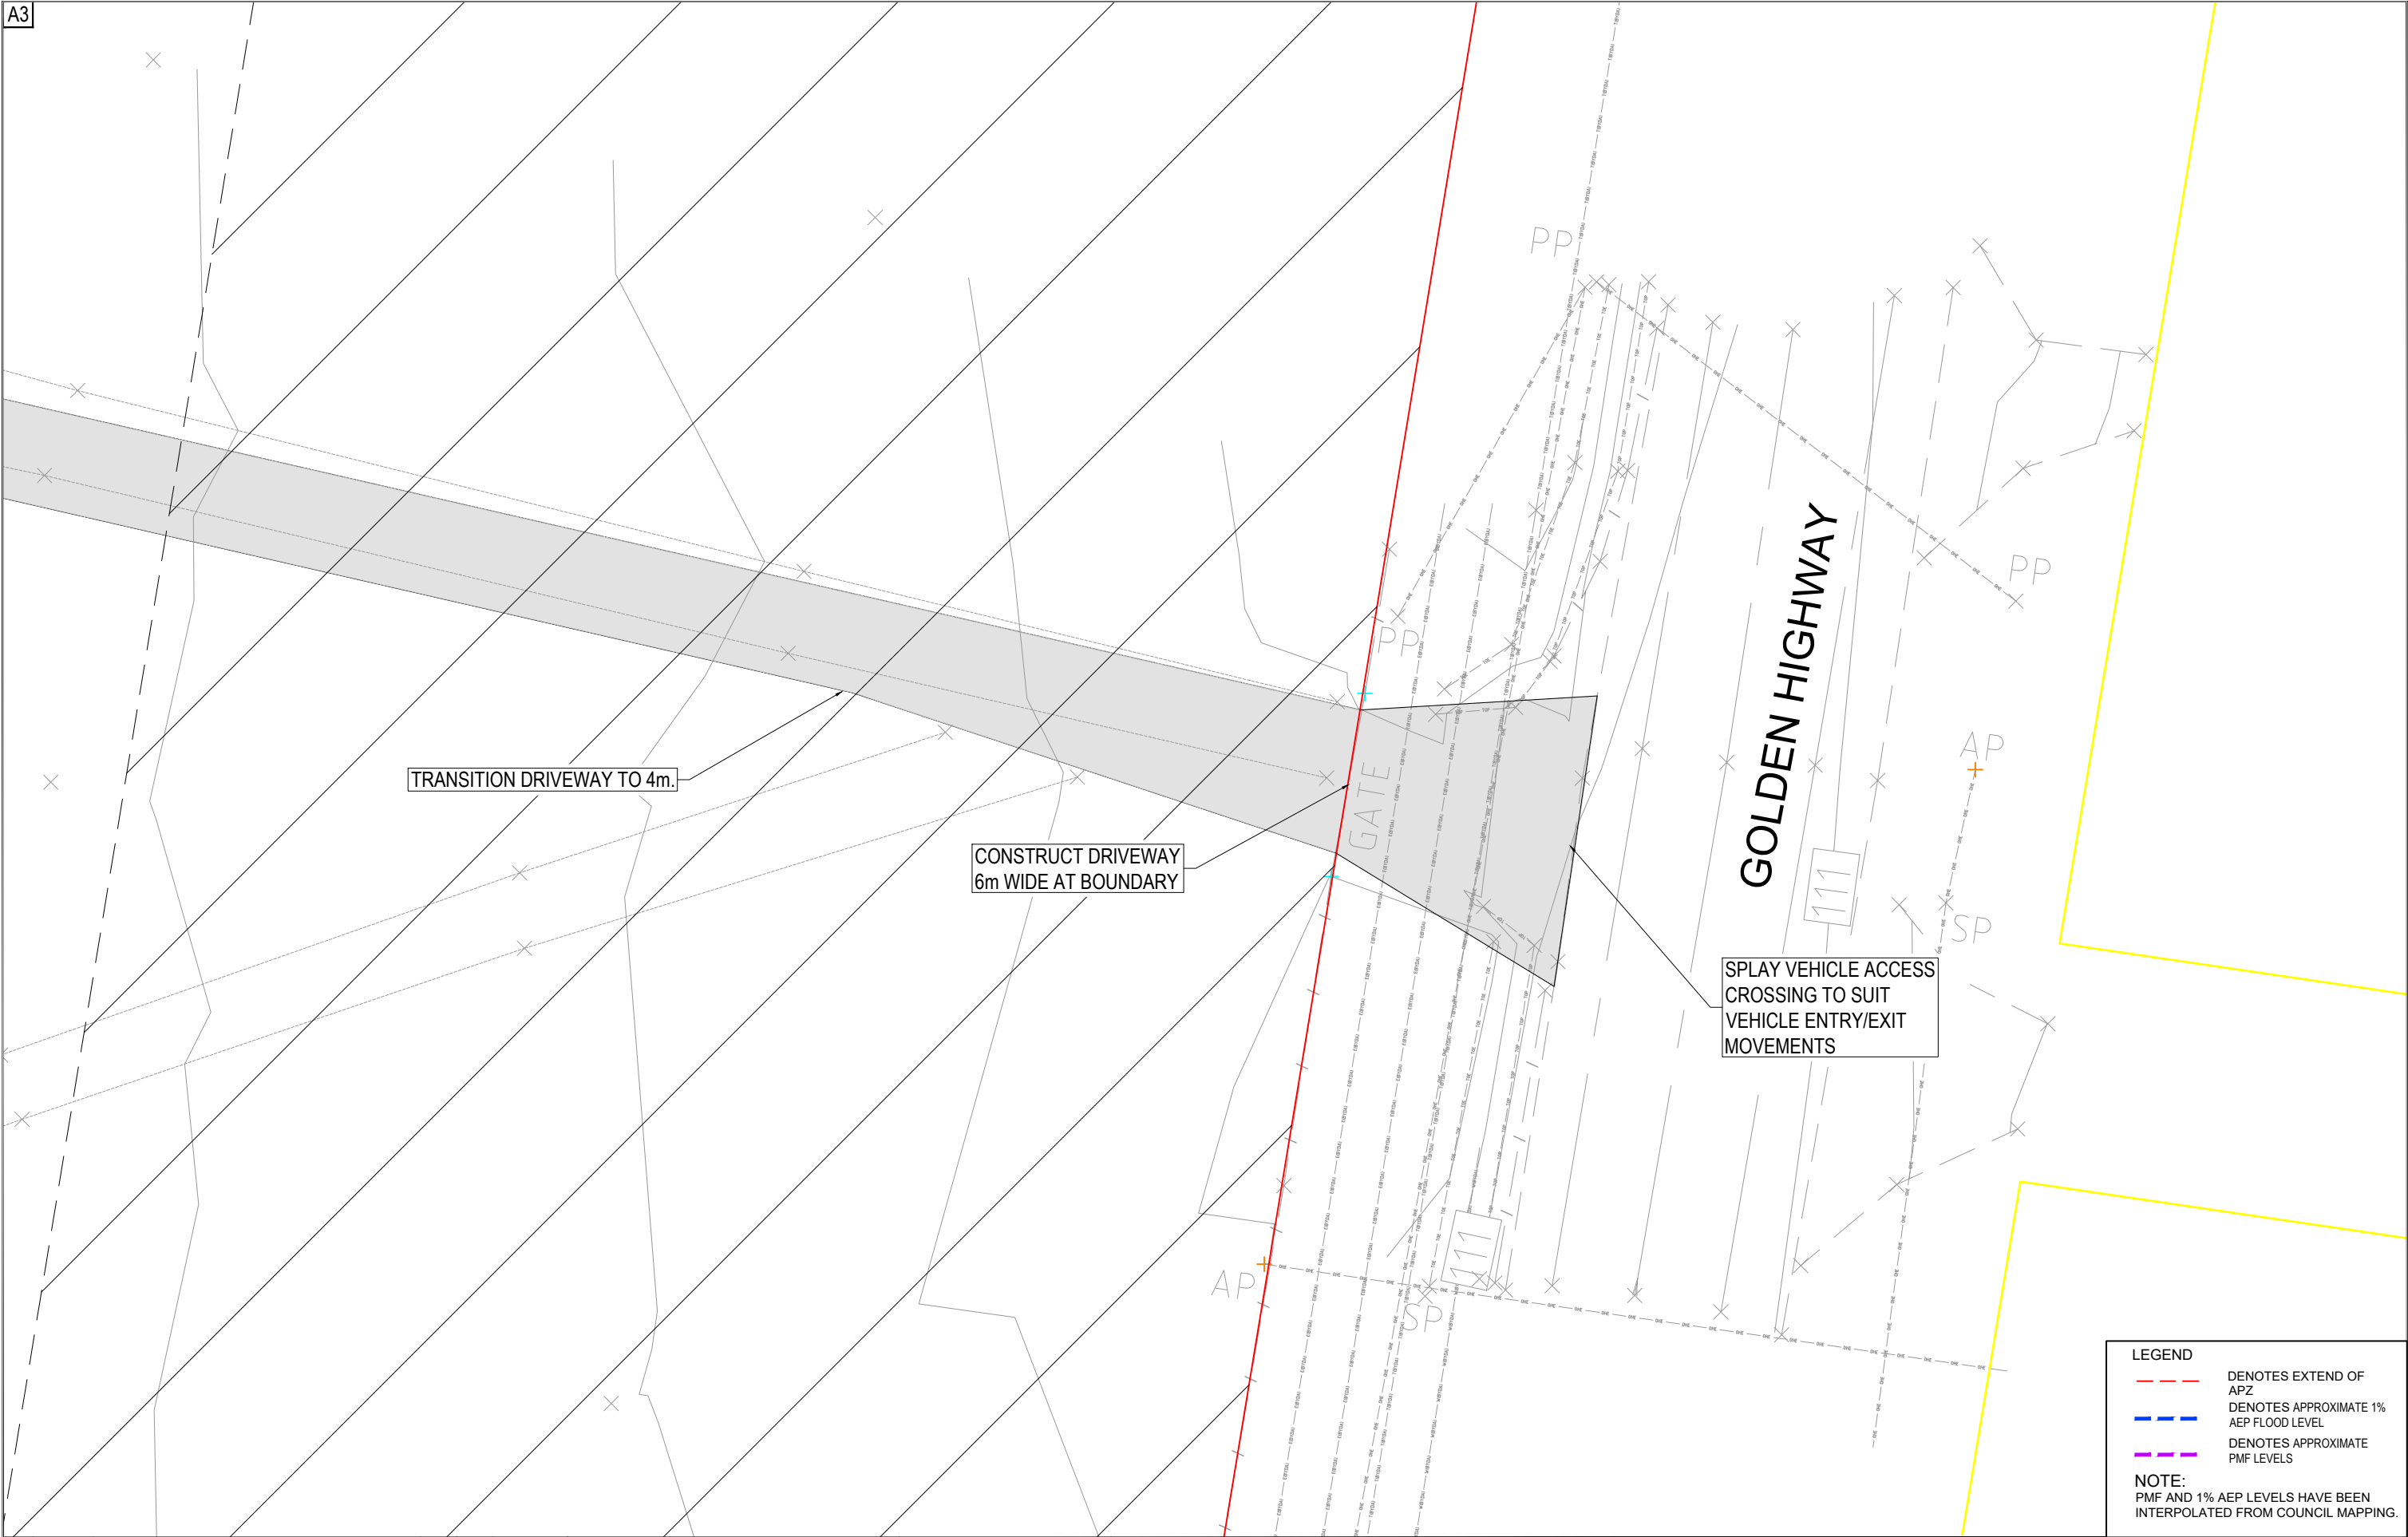 A3
PP
PP
PP
GOLDEN HIGHWAY
AP
TRANSITION DRIVEWAY TO 4m.
GATE
CONSTRUCT DRIVEWAY
6m WIDE AT BOUNDARY
SP
SPLAY VEHICLE ACCESS
CROSSING TO SUIT
VEHICLE ENTRY/EXIT
MOVEMENTS
AP
SP
LEGEND
DENOTES EXTEND OF
APZ
DENOTES APPROXIMATE 1%
AEP FLOOD LEVEL
DENOTES APPROXIMATE
PMF LEVELS
NOTE:
PMF AND 1% AEP LEVELS HAVE BEEN
INTERPOLATED FROM COUNCIL MAPPING.